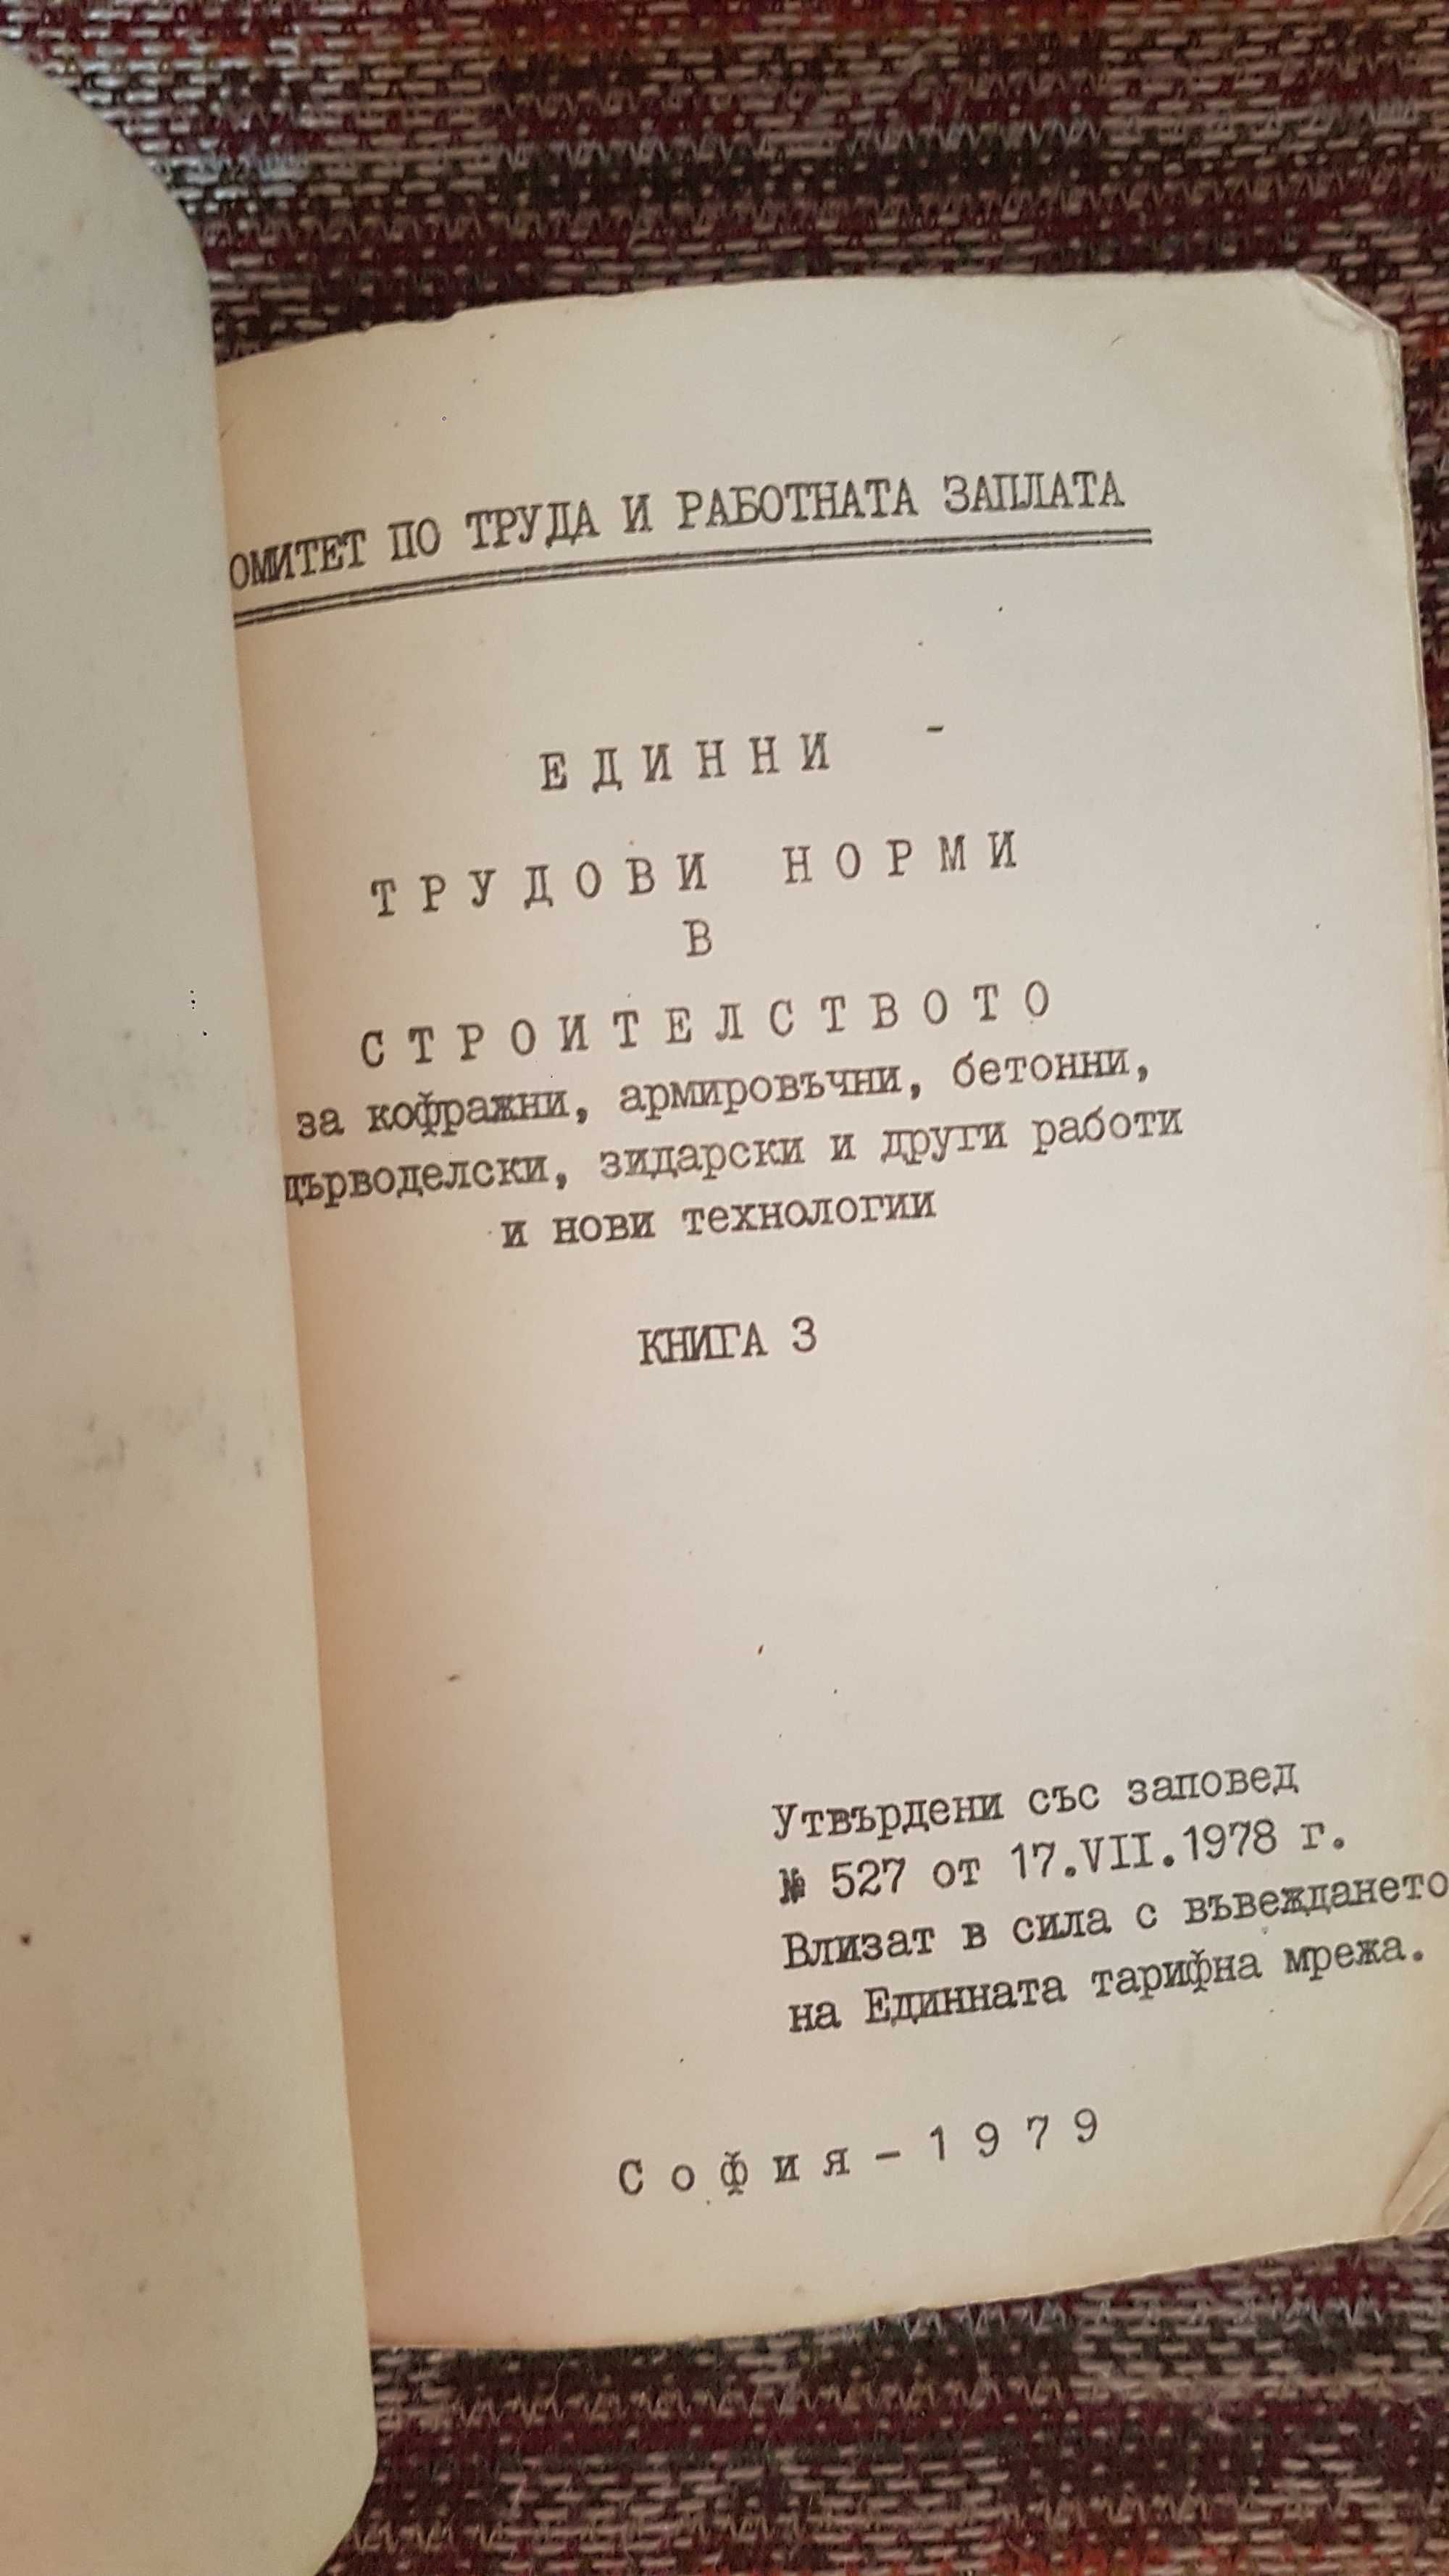 ОМИТЕТ ПО ТРУДА И РАБОТНАТА ЗАПЛАТА
ЕДИННИ -
ТРУДОВИ НОРМИ
В
СТРОИТЕЛСТВОТО
за кофражни, армировъчни, бетонни,
дърводелски, зидарски и други работи
и нови технологии
КНИГА 3
Утвърдени със заповед
№ 527 от 17.VII.1978 г.
Влизат в сила с въвеждането
на Единната тарифна мрежа.
София - 1979